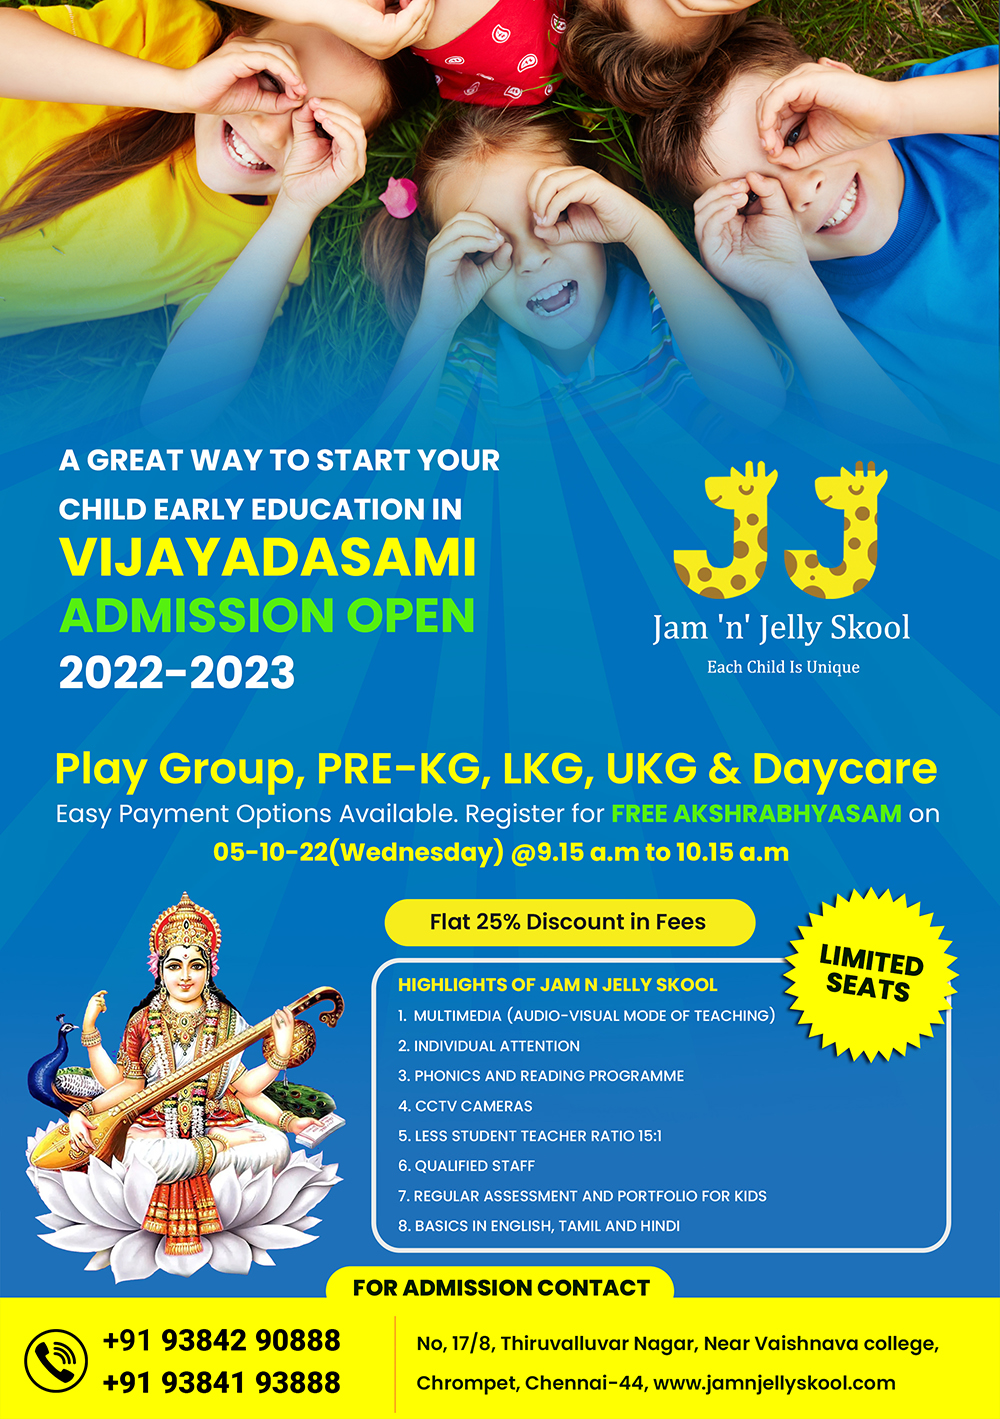 A GREAT WAY TO START YOUR
CHILD EARLY EDUCATION IN
VIJAYADASAMI
ADMISSION OPEN
2022-2023
JJ
Jam 'n' Jelly Skool
Each Child Is Unique
Play Group, PRE-KG, LKG, UKG & Daycare
Easy Payment Options Available. Register for FREE AKSHRABHYASAM on
05-10-22(Wednesday) @9.15 a.m to 10.15 a.m
Flat 25% Discount in Fees
LIMITED
SEATS
HIGHLIGHTS OF JAM N JELLY SKOOL
1. MULTIMEDIA (AUDIO-VISUAL MODE OF TEACHING)
2. INDIVIDUAL ATTENTION
3. PHONICS AND READING PROGRAMME
4. CCTV CAMERAS
5. LESS STUDENT TEACHER RATIO 15:1
6. QUALIFIED STAFF
7. REGULAR ASSESSMENT AND PORTFOLIO FOR KIDS
8. BASICS IN ENGLISH, TAMIL AND HINDI
FOR ADMISSION CONTACT
+91 93842 90888
+91 93841 93888
No, 17/8, Thiruvalluvar Nagar, Near Vaishnava college,
Chrompet, Chennai-44, www.jamnjellyskool.com